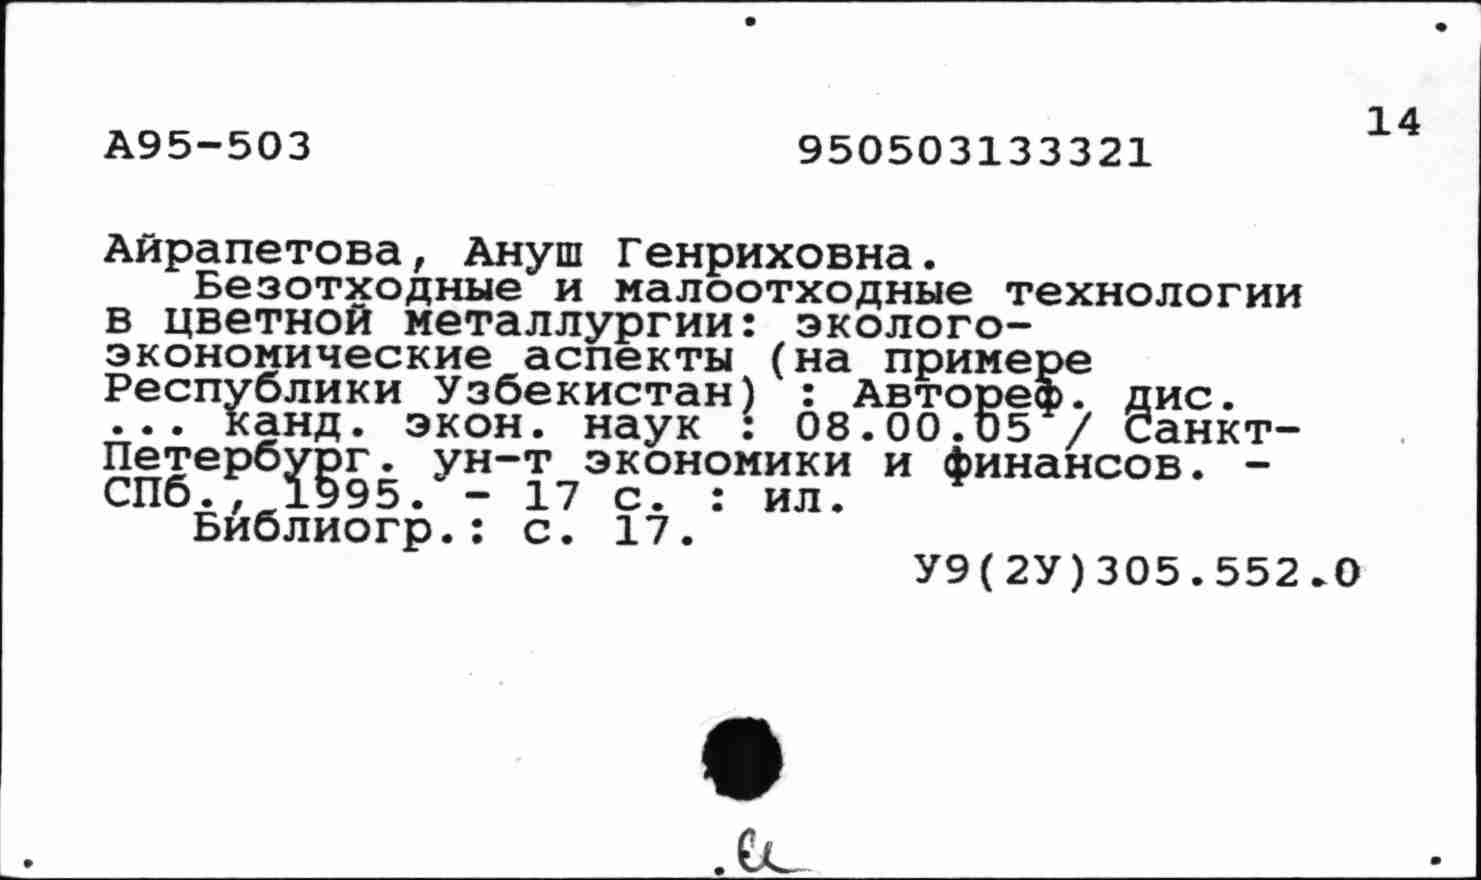 14
А95-503 950503133321
Айрапетова, Ануш Генриховна.
Безотходные и малоотходные технологии
в цветной металлургии: эколого-
экономические аспекты (на примере
Республики Узбекистан) : Автореф. дис.
... канд. экон. наук : 08.00.05 / Санкт-
Петербург. ун-т экономики и финансов. -
СПб., 1995. - 17 с. : ил.
Библиогр.: с. 17.
У9(2У)305.552.0